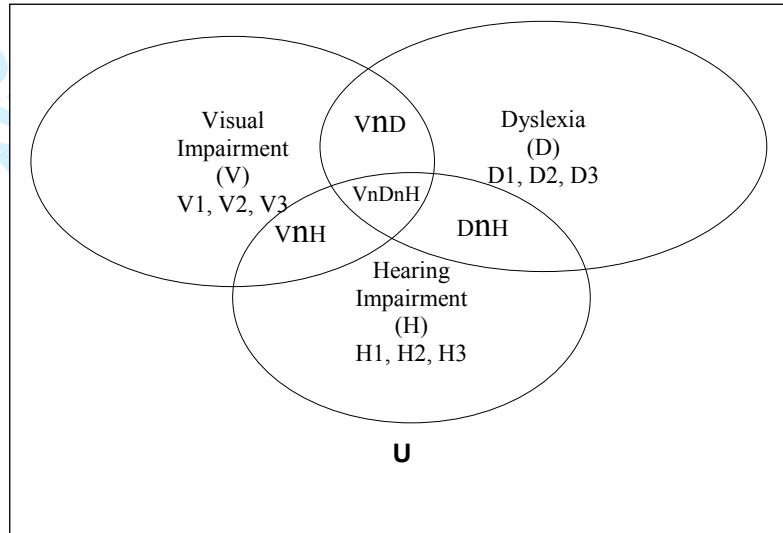 Visual
Impairment
(V)
V1, V2, V3
VnD
Dyslexia
(D)
D1, D2, D3
VnDnH
VnH
DnH
Hearing
Impairment
(H)
H1, H2, H3
U